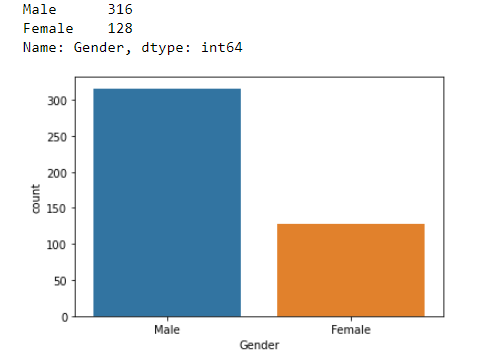 Male 316
Female 128
Name: Gender, dtype: int64
300
250
200
150
100
50
0
count
Male Female
Gender